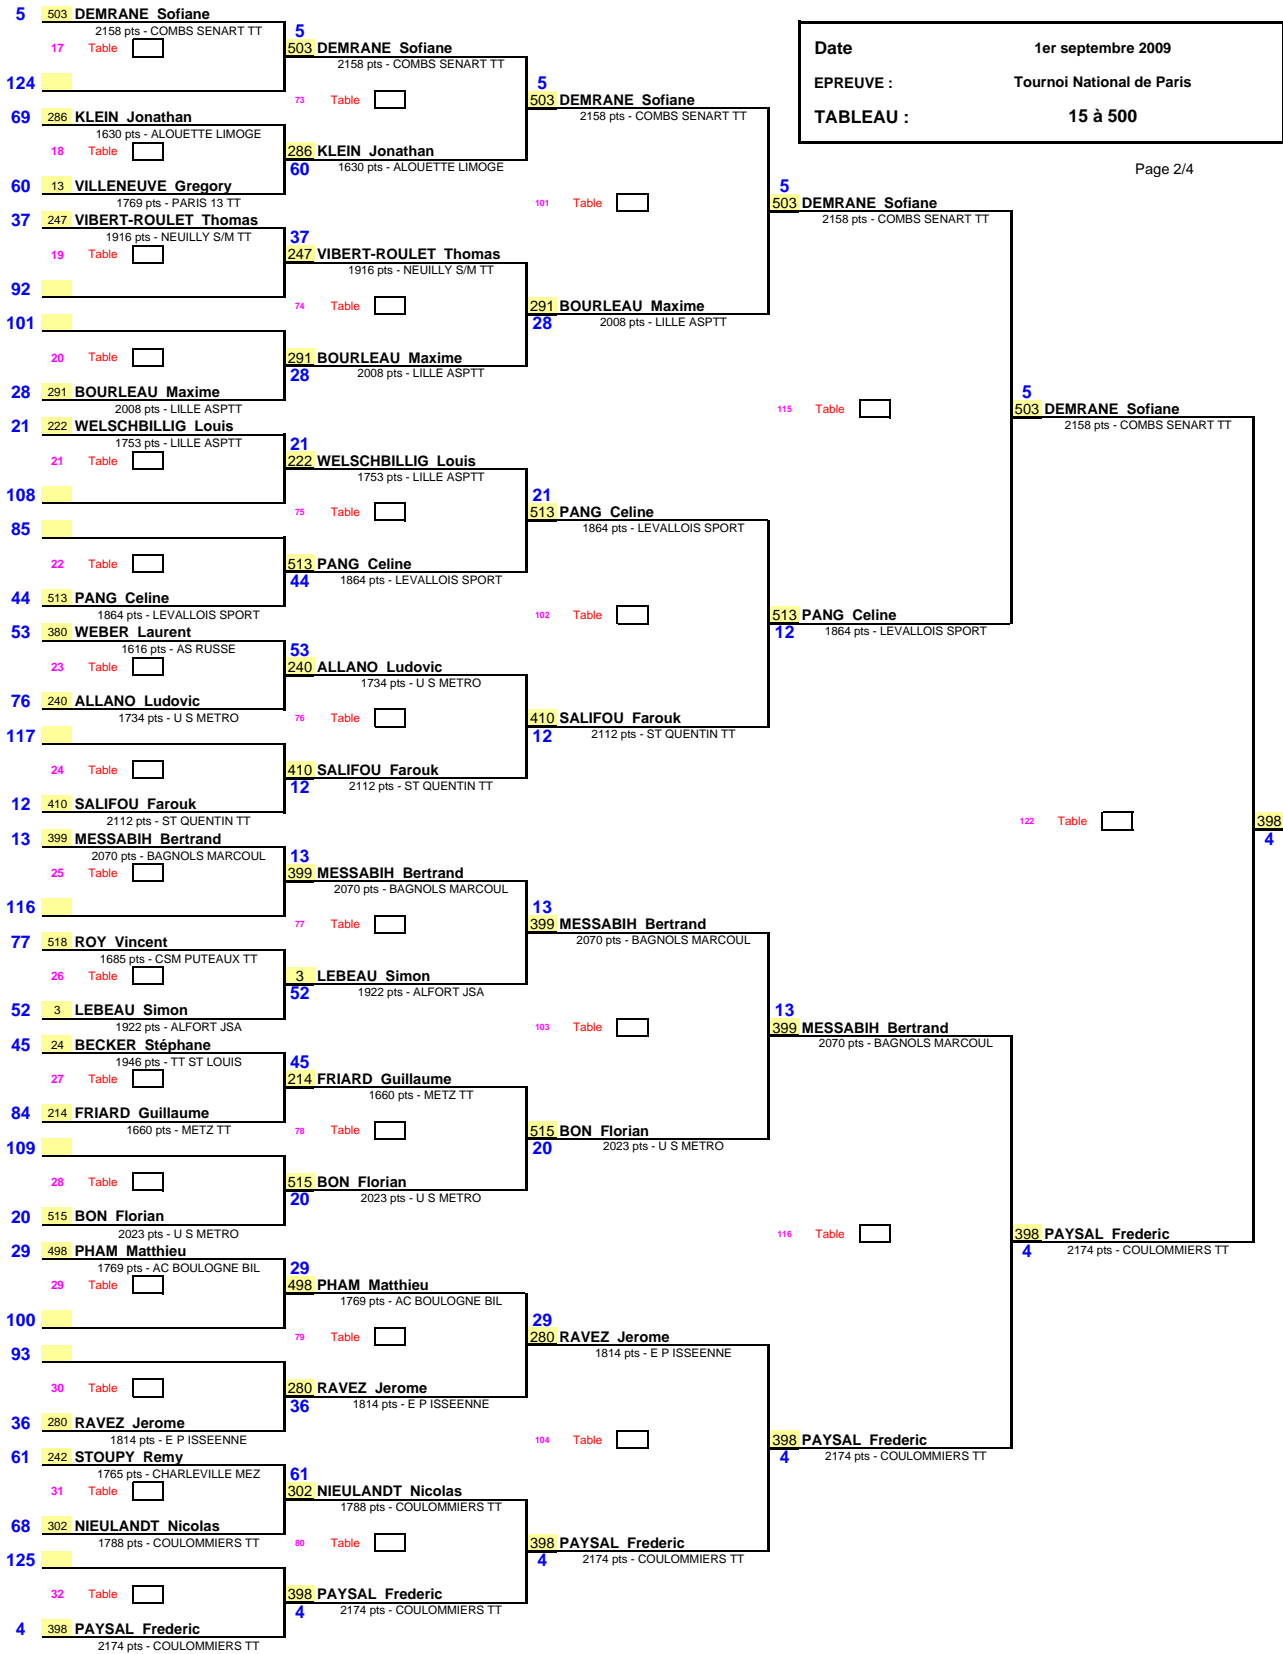 Date 1er septembre 2009
EPREUVE : Tournoi National de Paris
TABLEAU : 15 à 500
Page 2/4
5 503 DEMRANE Sofiane
2158 pts - COMBS SENART TT
17 Table
124
69 286 KLEIN Jonathan
1630 pts - ALOUETTE LIMOGE
18 Table
60 13 VILLENEUVE Gregory
1769 pts - PARIS 13 TT
37 247 VIBERT-ROULET Thomas
1916 pts - NEUILLY S/M TT
19 Table
92
101
20 Table
28 291 BOURLEAU Maxime
2008 pts - LILLE ASPTT
21 222 WELSCHBILLIG Louis
1753 pts - LILLE ASPTT
21 Table
108
85
22 Table
44 513 PANG Celine
1864 pts - LEVALLOIS SPORT
53 380 WEBER Laurent
1616 pts - AS RUSSE
23 Table
76 240 ALLANO Ludovic
1734 pts - U S METRO
117
24 Table
12 410 SALIFOU Farouk
2112 pts - ST QUENTIN TT
13 399 MESSABIH Bertrand
2070 pts - BAGNOLS MARCOUL
25 Table
116
77 518 ROY Vincent
1685 pts - CSM PUTEAUX TT
26 Table
52 3 LEBEAU Simon
1922 pts - ALFORT JSA
45 24 BECKER Stéphane
1946 pts - TT ST LOUIS
27 Table
84 214 FRIARD Guillaume
1660 pts - METZ TT
109
28 Table
20 515 BON Florian
2023 pts - U S METRO
29 498 PHAM Matthieu
1769 pts - AC BOULOGNE BIL
29 Table
100
93
30 Table
36 280 RAVEZ Jerome
1814 pts - E P ISSEENNE
61 242 STOUPY Remy
1765 pts - CHARLEVILLE MEZ
31 Table
68 302 NIEULANDT Nicolas
1788 pts - COULOMMIERS TT
125
32 Table
4 398 PAYSAL Frederic
2174 pts - COULOMMIERS TT
5
503 DEMRANE Sofiane
2158 pts - COMBS SENART TT
73 Table
286 KLEIN Jonathan
60 1630 pts - ALOUETTE LIMOGE
37
247 VIBERT-ROULET Thomas
1916 pts - NEUILLY S/M TT
74 Table
291 BOURLEAU Maxime
28 2008 pts - LILLE ASPTT
21
222 WELSCHBILLIG Louis
1753 pts - LILLE ASPTT
75 Table
513 PANG Celine
44 1864 pts - LEVALLOIS SPORT
53
240 ALLANO Ludovic
1734 pts - U S METRO
76 Table
410 SALIFOU Farouk
12 2112 pts - ST QUENTIN TT
13
399 MESSABIH Bertrand
2070 pts - BAGNOLS MARCOUL
77 Table
3 LEBEAU Simon
52 1922 pts - ALFORT JSA
45
214 FRIARD Guillaume
1660 pts - METZ TT
78 Table
515 BON Florian
20 2023 pts - U S METRO
29
498 PHAM Matthieu
1769 pts - AC BOULOGNE BIL
79 Table
280 RAVEZ Jerome
36 1814 pts - E P ISSEENNE
61
302 NIEULANDT Nicolas
1788 pts - COULOMMIERS TT
80 Table
398 PAYSAL Frederic
4 2174 pts - COULOMMIERS TT
5
503 DEMRANE Sofiane
2158 pts - COMBS SENART TT
101 Table
291 BOURLEAU Maxime
28 2008 pts - LILLE ASPTT
21
513 PANG Celine
1864 pts - LEVALLOIS SPORT
102 Table
410 SALIFOU Farouk
12 2112 pts - ST QUENTIN TT
13
399 MESSABIH Bertrand
2070 pts - BAGNOLS MARCOUL
103 Table
515 BON Florian
20 2023 pts - U S METRO
29
280 RAVEZ Jerome
1814 pts - E P ISSEENNE
104 Table
398 PAYSAL Frederic
4 2174 pts - COULOMMIERS TT
5
503 DEMRANE Sofiane
2158 pts - COMBS SENART TT
115 Table
513 PANG Celine
12 1864 pts - LEVALLOIS SPORT
13
399 MESSABIH Bertrand
2070 pts - BAGNOLS MARCOUL
116 Table
398 PAYSAL Frederic
4 2174 pts - COULOMMIERS TT
5
503 DEMRANE Sofiane
2158 pts - COMBS SENART TT
122 Table
398 PAYSAL Frederic
4 2174 pts - COULOMMIERS TT
398
4